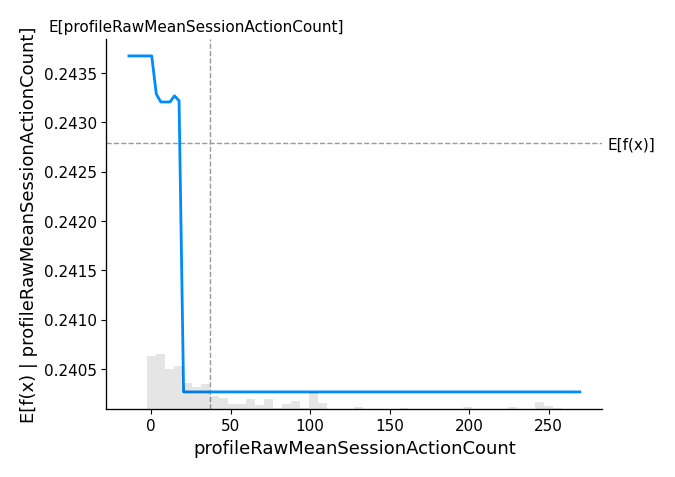 E[profileRawMeanSessionActionCount]
E[f(x) | profileRawMeanSessionActionCount]
0.2435
0.2430
0.2425
0.2420
0.2415
0.2410
0.2405
E[f(x)]
0 50 100 150 200 250
profileRawMeanSessionActionCount